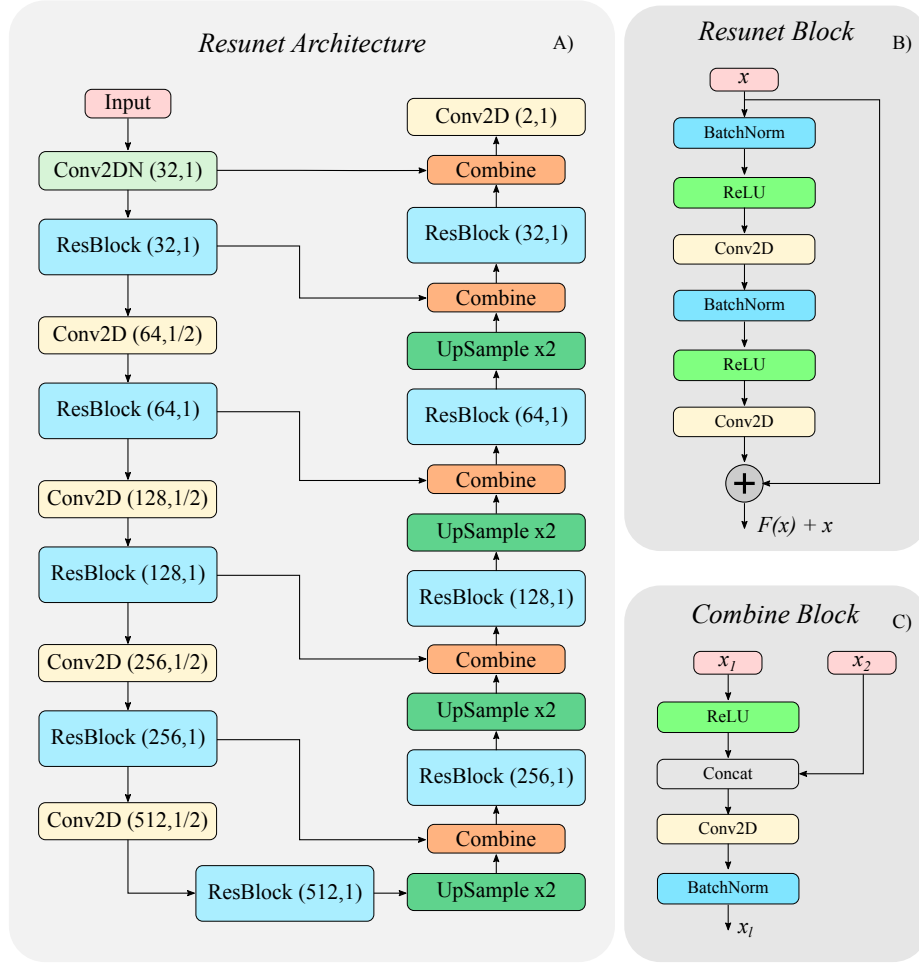 Resunet Architecture
A)
Input
Conv2DN (32,1)
ResBlock (32,1)
Conv2D (64,1/2)
ResBlock (64,1)
Conv2D (128,1/2)
ResBlock (128,1)
Conv2D (256,1/2)
ResBlock (256,1)
Conv2D (512,1/2)
ResBlock (512,1)
Conv2D (2,1)
Combine
ResBlock (32,1)
Combine
UpSample x2
ResBlock (64,1)
Combine
UpSample x2
ResBlock (128,1)
Combine
UpSample x2
ResBlock (256,1)
Combine
UpSample x2
Resunet Block
B)
x
BatchNorm
ReLU
Conv2D
BatchNorm
ReLU
Conv2D
+
F(x) + x
Combine Block
C)
x1
x2
ReLU
Concat
Conv2D
BatchNorm
xl